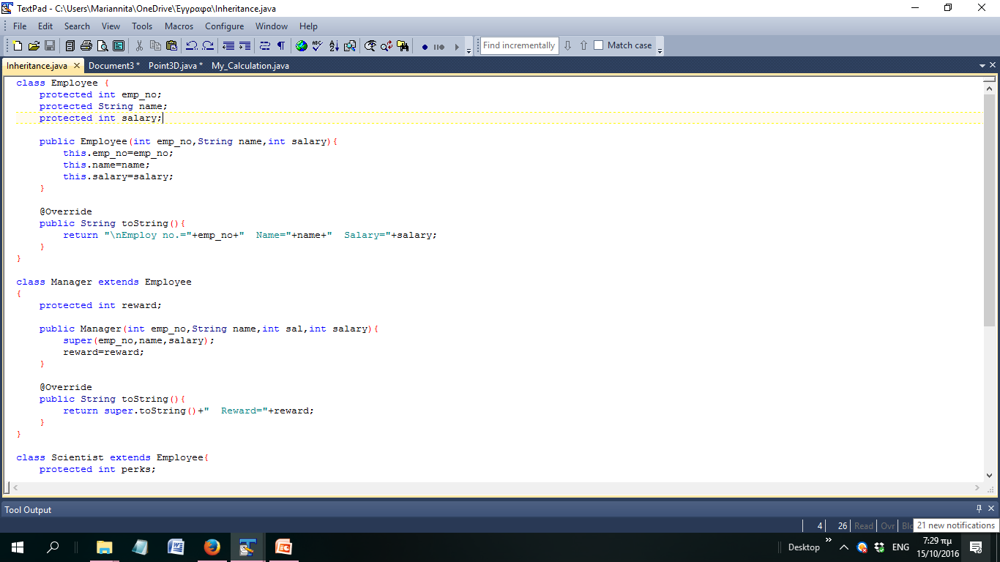 TextPad - C:\Users\Mariannita\OneDrive\Έγγραφα\Inheritance.java
File Edit Search View Tools Macros Configure Window Help
Find incrementally Match case
Inheritance.java Document3 * Point3D.java * My_Calculation.java
class Employee {
protected int emp_no;
protected String name;
protected int salary;
public Employee(int emp_no,String name,int salary){
this.emp_no=emp_no;
this.name=name;
this.salary=salary;
}
@Override
public String toString(){
return "\nEmploy no.="+emp_no+"  Name="+name+"  Salary="+salary;
}
}
class Manager extends Employee
{
protected int reward;
public Manager(int emp_no,String name,int sal,int salary){
super(emp_no,name,salary);
reward=reward;
}
@Override
public String toString(){
return super.toString()+"  Reward="+reward;
}
}
class Scientist extends Employee{
protected int perks;
Tool Output
4 26 Read Ovr Blo
21 new notifications
Desktop ENG
7:29 πμ
15/10/2016